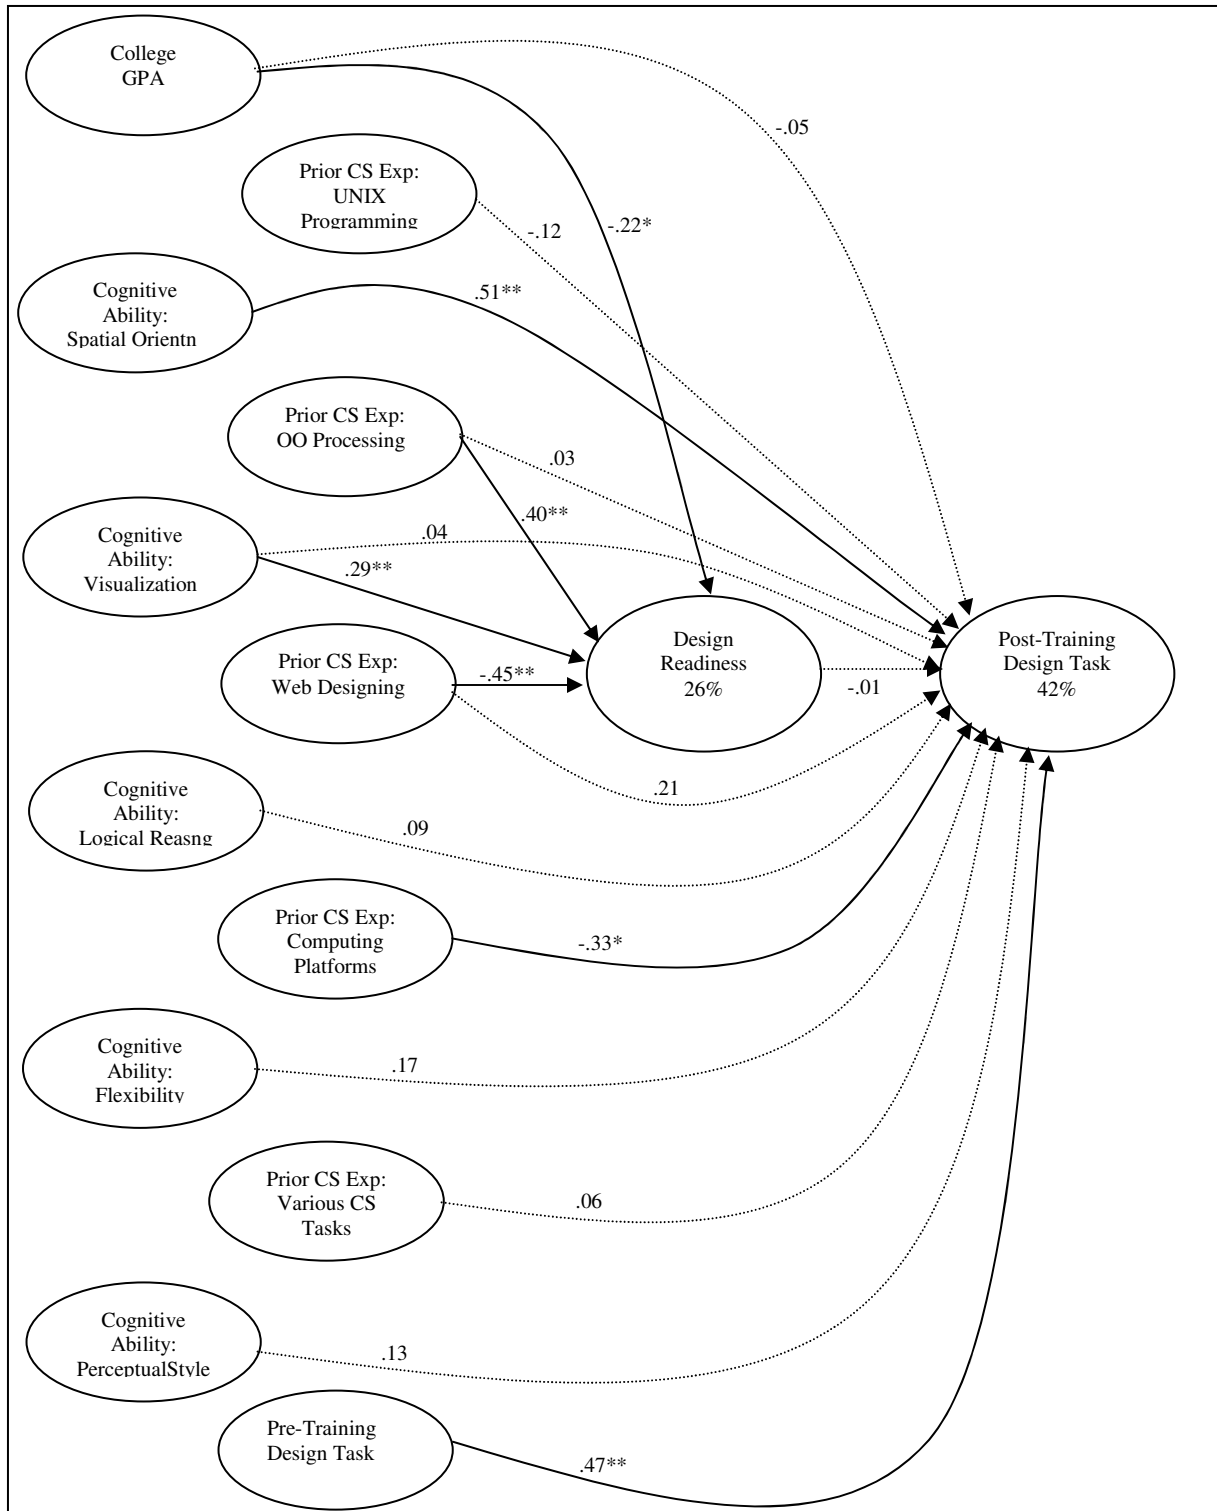 College
GPA
-.05
Prior CS Exp:
UNIX
Programming
-.12
-.22*
Cognitive
Ability:
Spatial Orientn
.51**
Prior CS Exp:
OO Processing
.03
.40**
Cognitive
Ability:
Visualization
.04
.29**
Prior CS Exp:
Web Designing
-.45**
.21
Design
Readiness
26%
-.01
Post-Training
Design Task
42%
Cognitive
Ability:
Logical Reasng
.09
Prior CS Exp:
Computing
Platforms
-.33*
Cognitive
Ability:
Flexibility
.17
Prior CS Exp:
Various CS
Tasks
.06
Cognitive
Ability:
PerceptualStyle
.13
Pre-Training
Design Task
.47**